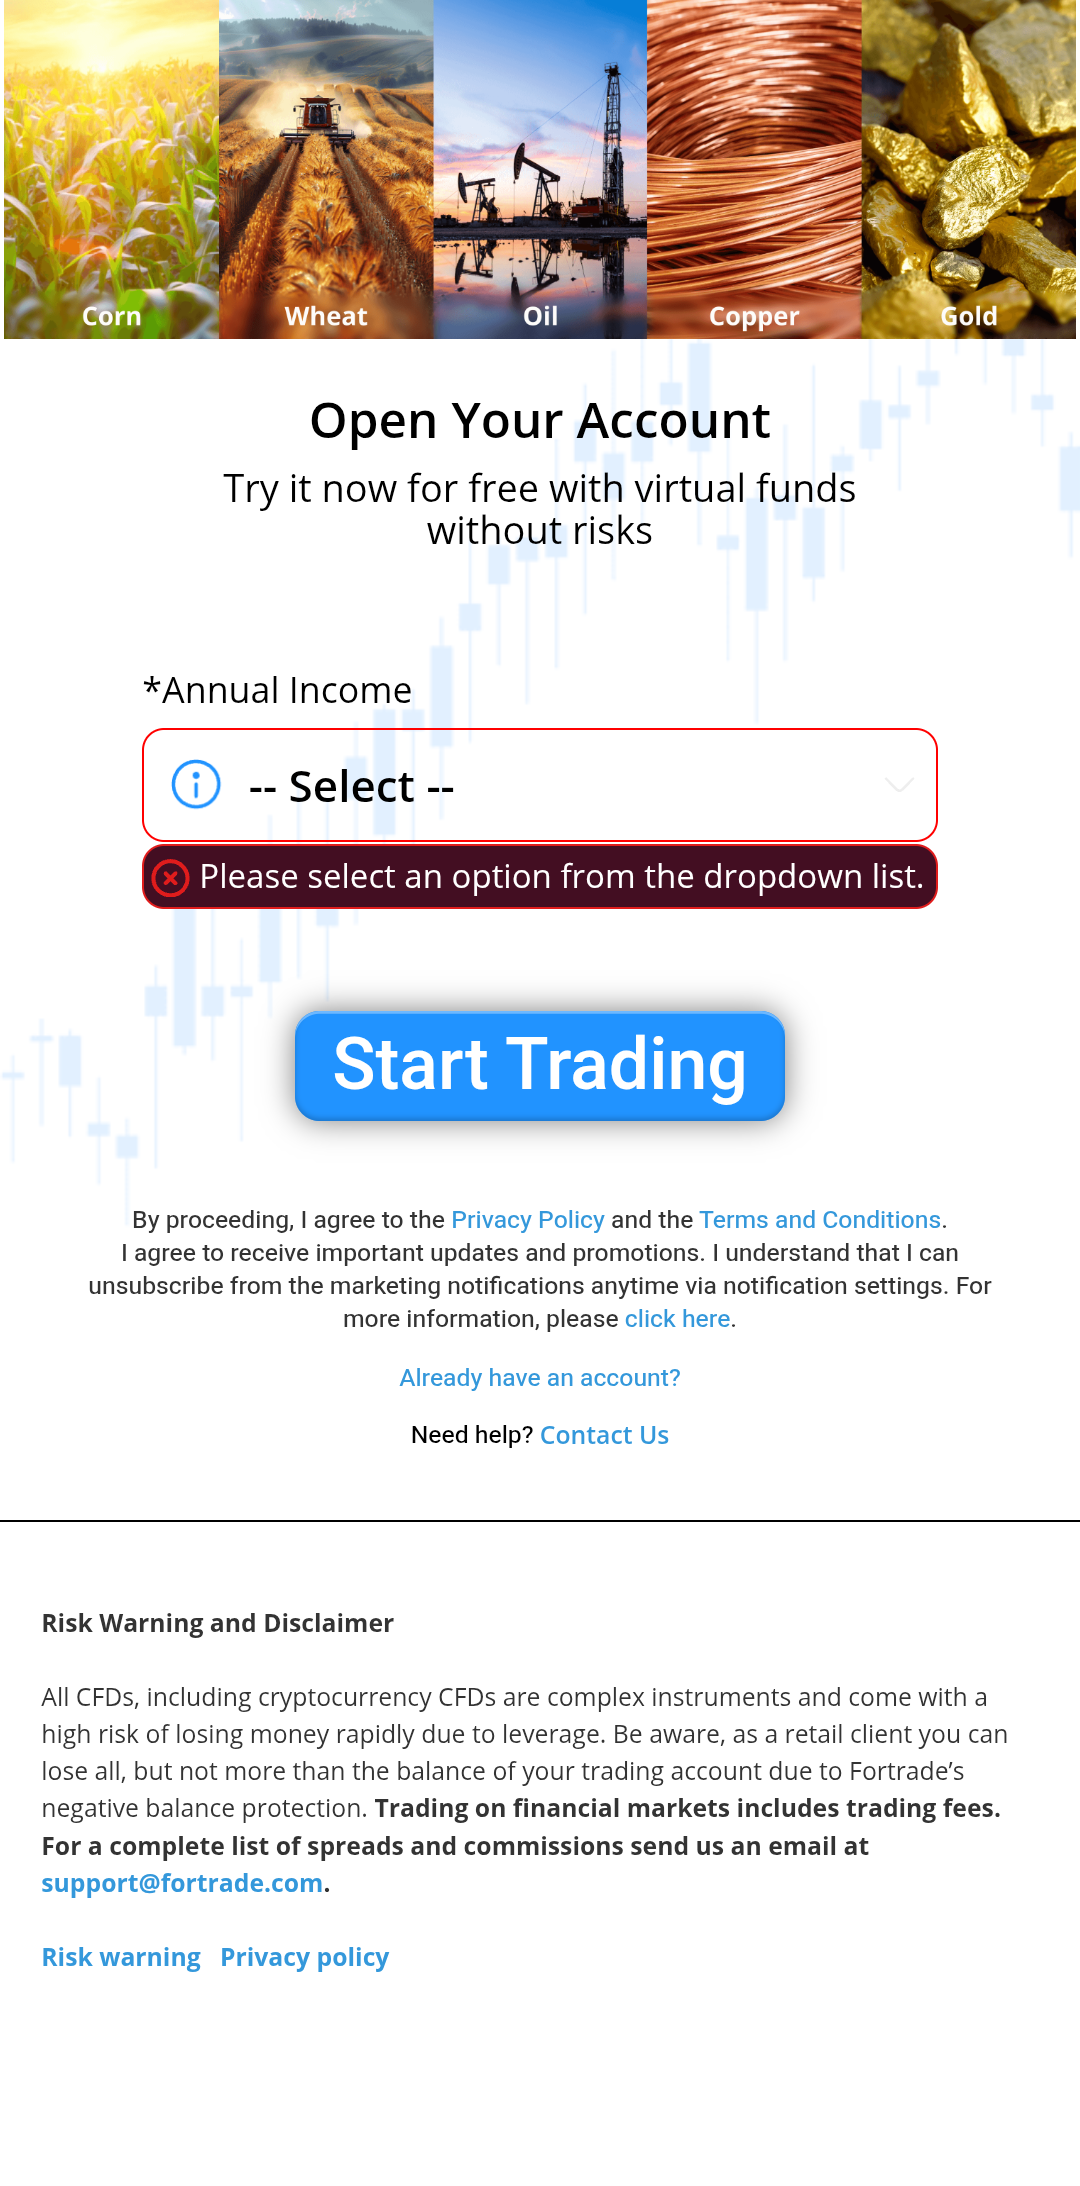 Corn
Wheat
Oil
Copper
Gold
Open Your Account
Try it now for free with virtual funds
without risks
*Annual Income
-- Select --
Please select an option from the dropdown list.
Start Trading
By proceeding, I agree to the Privacy Policy and the Terms and Conditions.
I agree to receive important updates and promotions. I understand that I can
unsubscribe from the marketing notifications anytime via notification settings. For
more information, please click here.
Already have an account?
Need help? Contact Us
Risk Warning and Disclaimer
All CFDs, including cryptocurrency CFDs are complex instruments and come with a
high risk of losing money rapidly due to leverage. Be aware, as a retail client you can
lose all, but not more than the balance of your trading account due to Fortrade’s
negative balance protection. Trading on financial markets includes trading fees.
For a complete list of spreads and commissions send us an email at
support@fortrade.com.
Risk warning Privacy policy